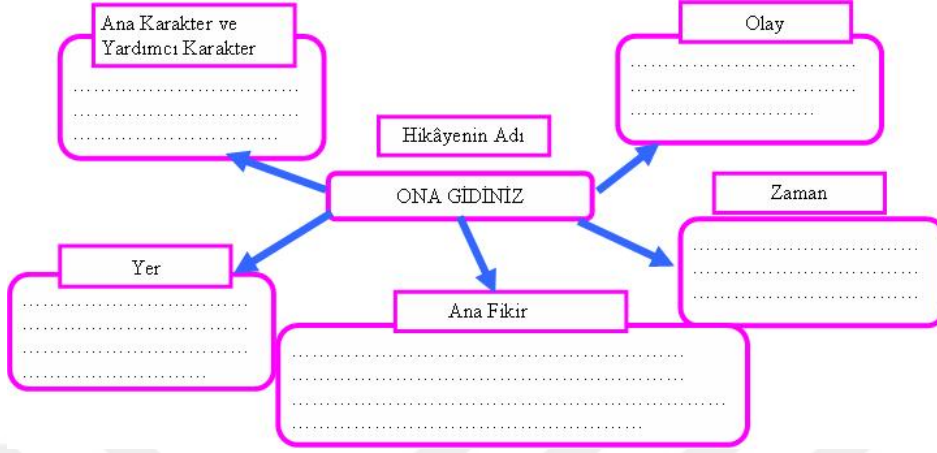 Ana Karakter ve
Yardımcı Karakter
Olay
Hikâyenin Adı
ONA GİDİNİZ
Zaman
Yer
Ana Fikir